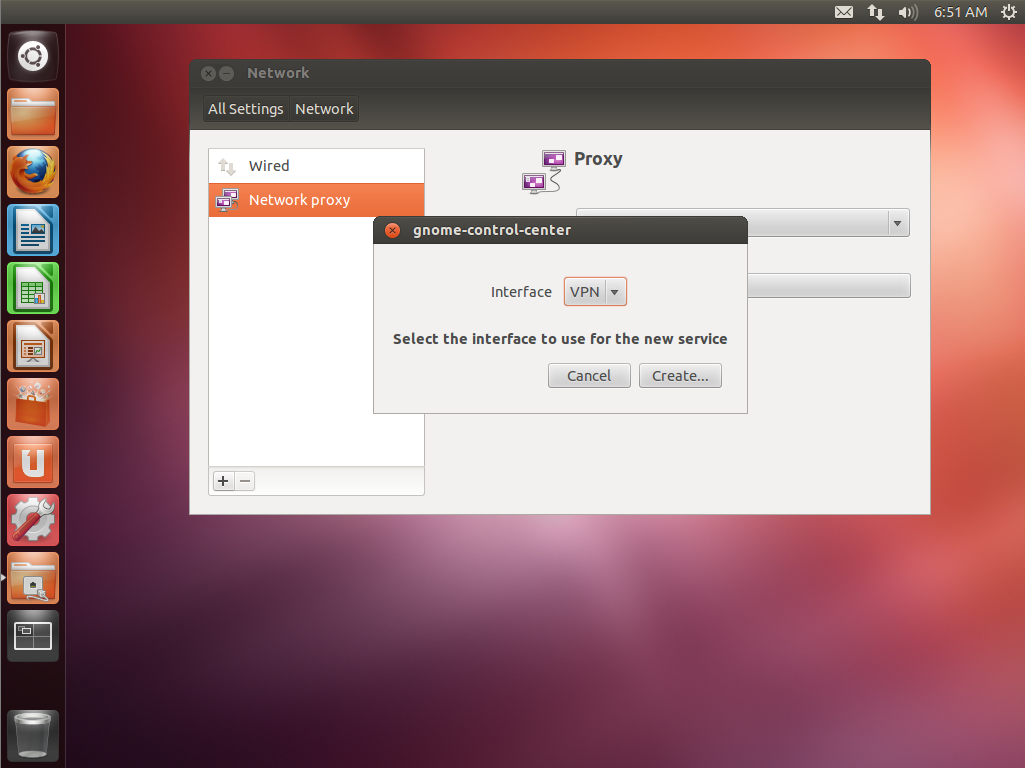 6:51 AM
Network
All Settings Network
Wired
Network proxy
Proxy
gnome-control-center
Interface VPN
Select the interface to use for the new service
Cancel Create...